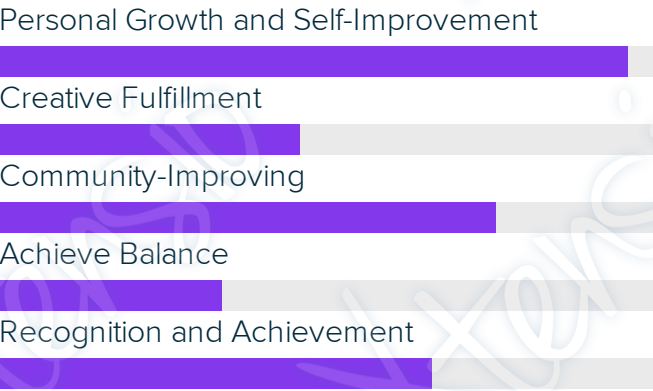 Personal Growth and Self-Improvement
Creative Fulfillment
Community-Improving
Achieve Balance
Recognition and Achievement